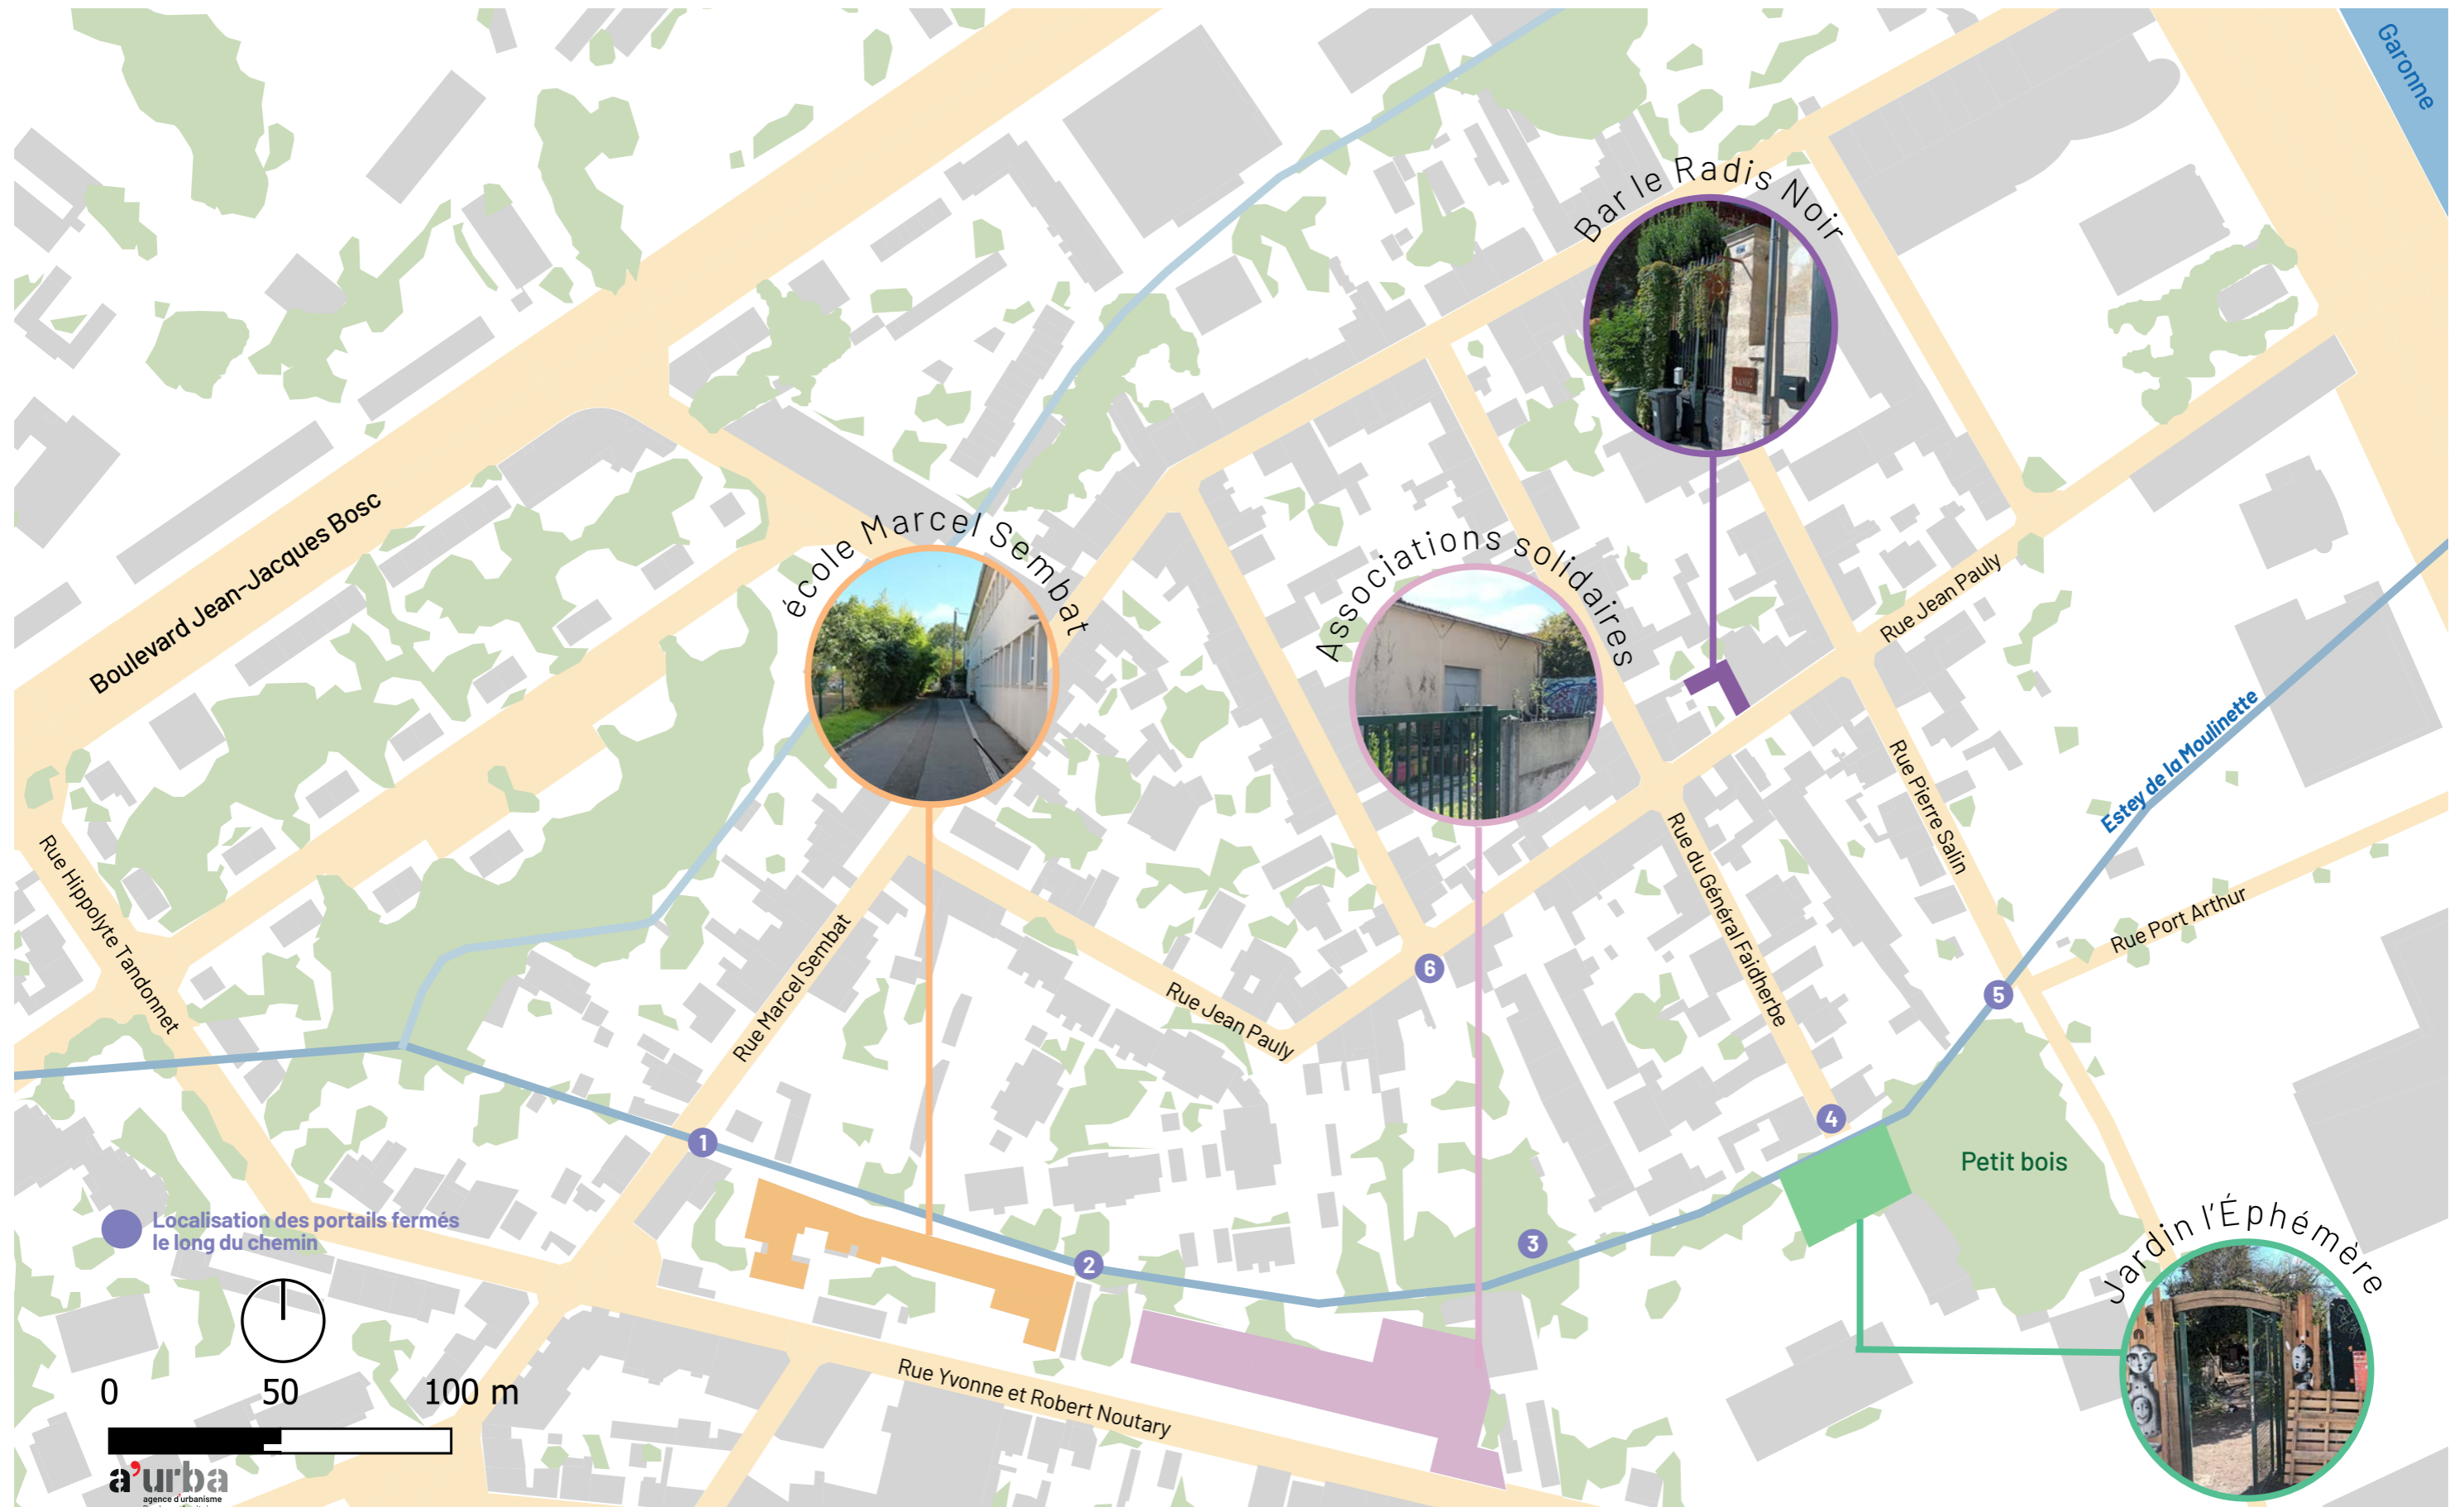 Garonne
Bar le Radis Noir
Boulevard Jean-Jacques Bosc
école Marcel Sembat
Associations solidaires
Rue Jean Pauly
Estey de la Moulinette
Rue Pierre Salin
Rue Hippolyte Tandonnet
Rue du Général Faidherbe
Rue Marcel Sembat
Rue Port Arthur
6
5
Rue Jean Pauly
1
4
Petit bois
Localisation des portails fermés
le long du chemin
2
3
Jardin l'Éphémère
Rue Yvonne et Robert Noutary
0 50 100 m
a'urba
agence d'urbanisme